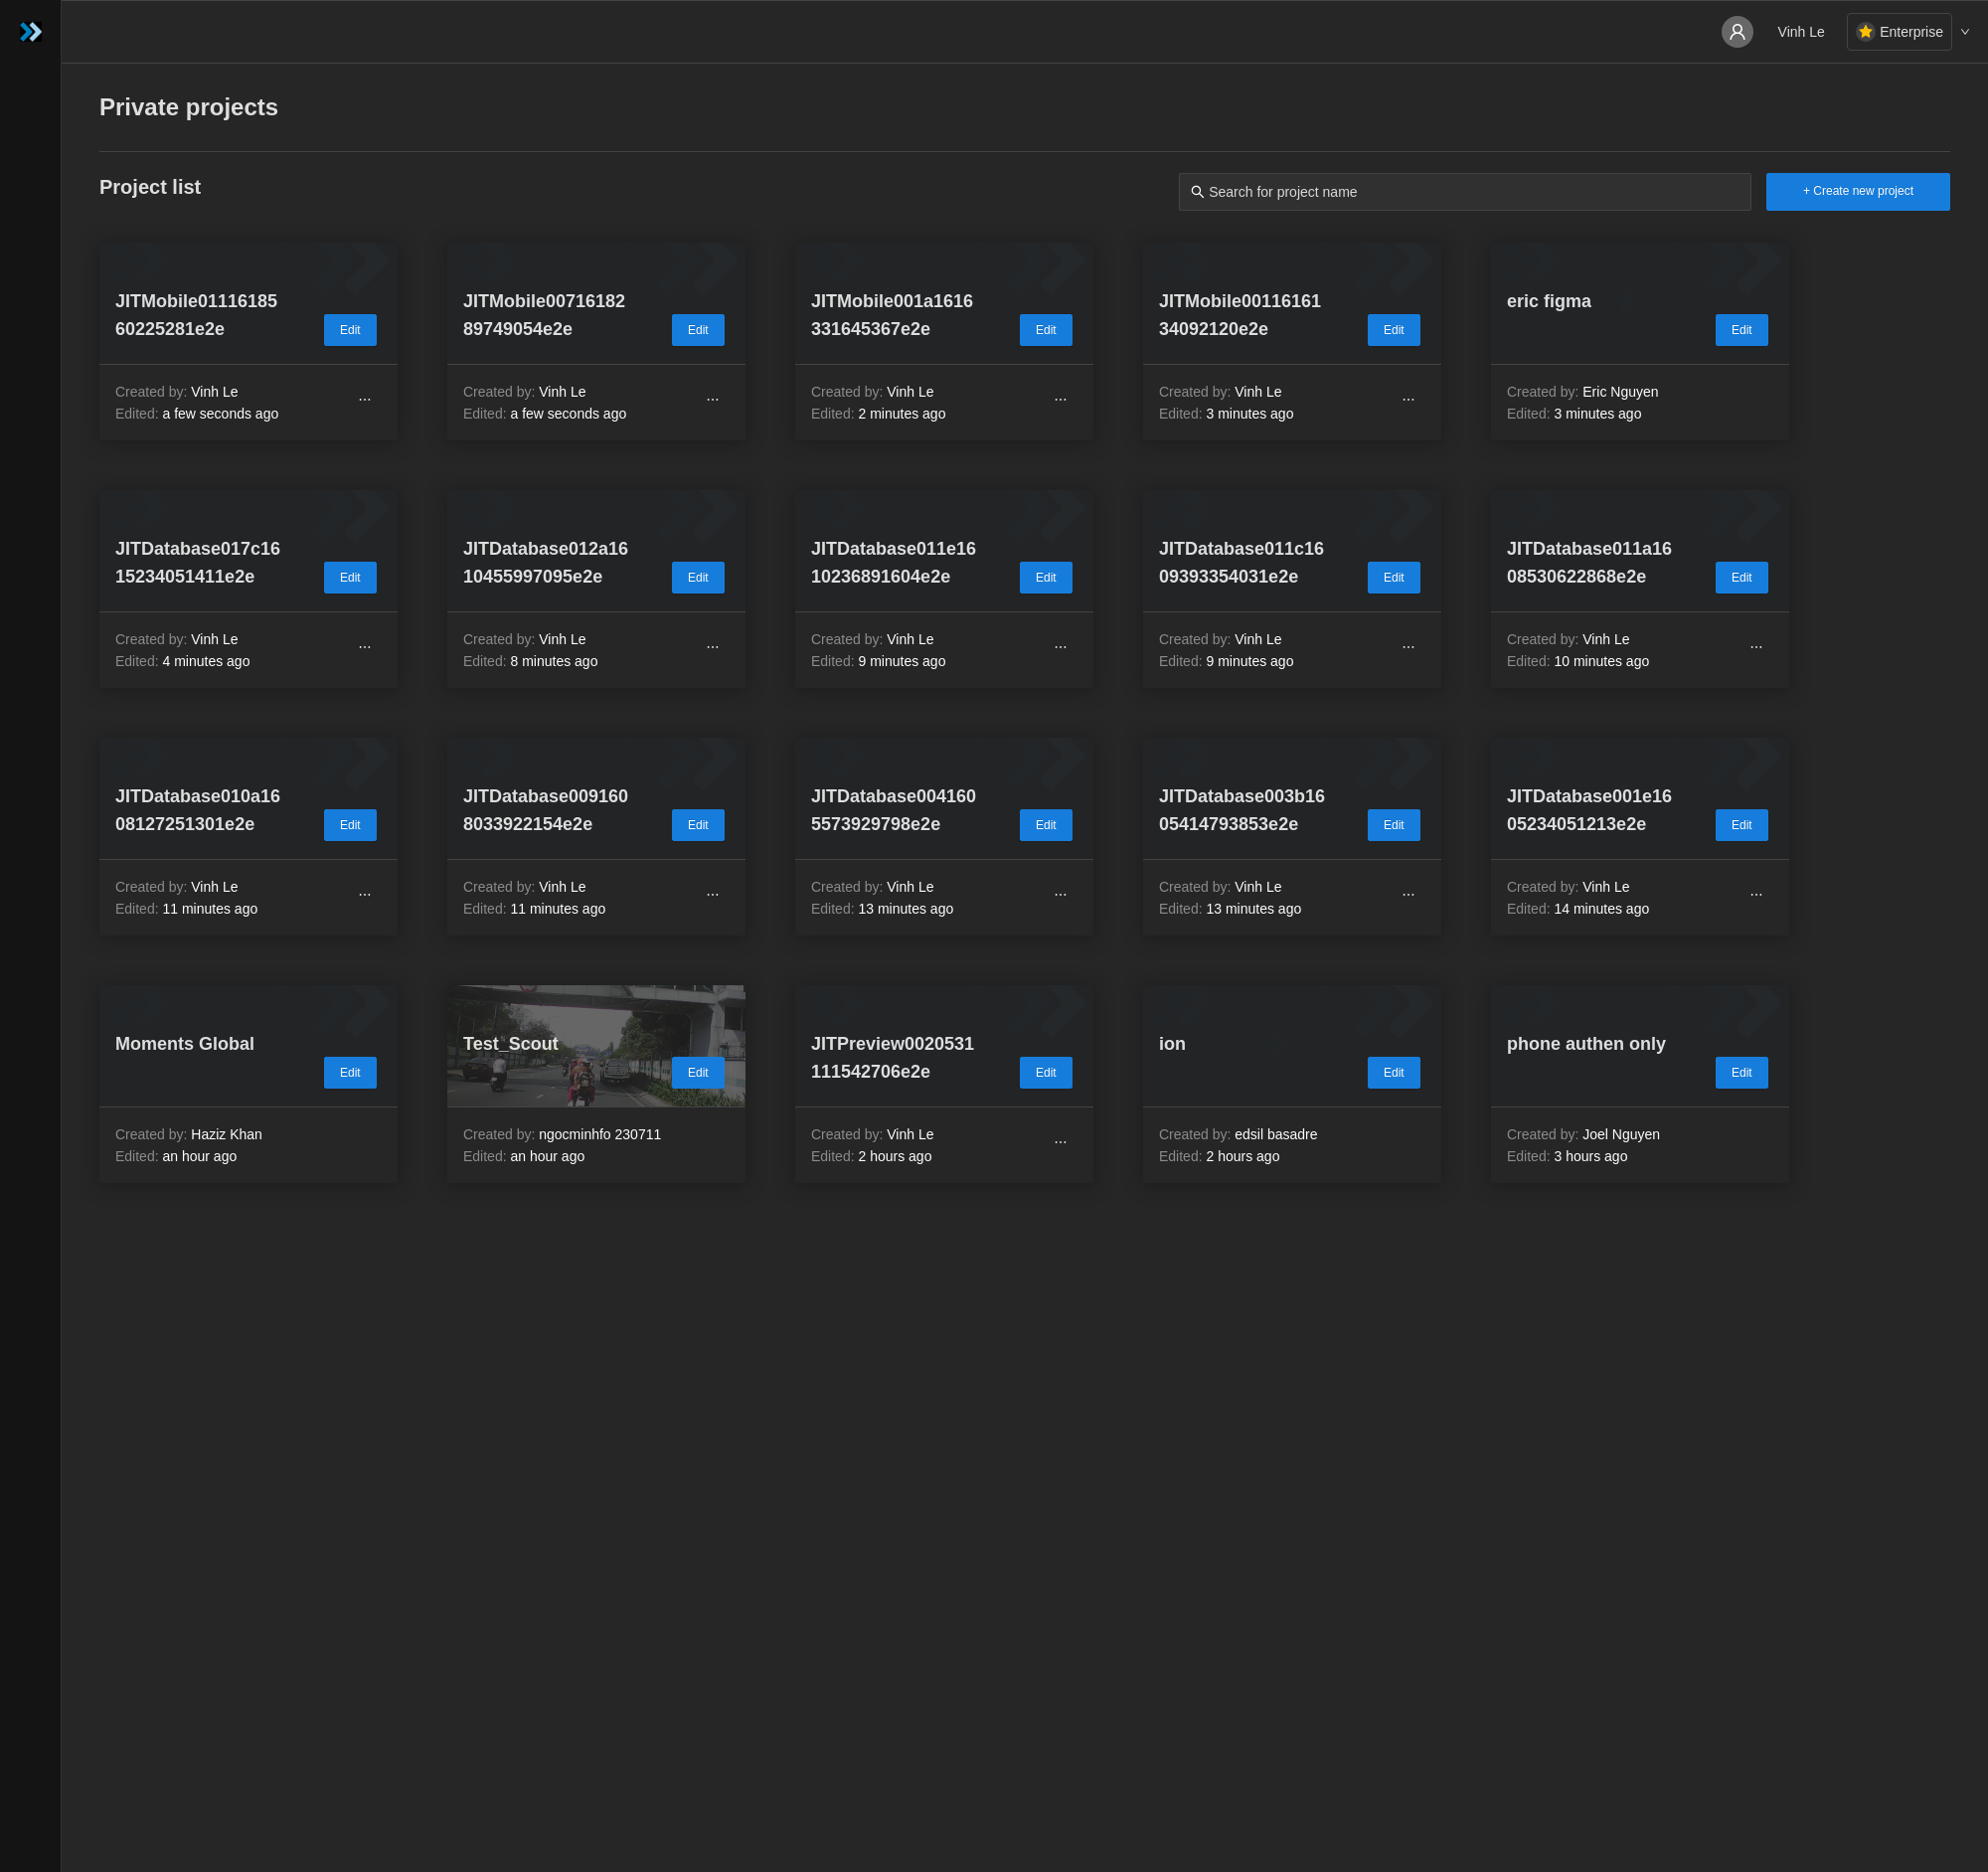 Vinh Le
Enterprise
Private projects
Project list
Search for project name
+ Create new project
JITMobile01116185
60225281e2e
Edit
Created by: Vinh Le
Edited: a few seconds ago
...
JITMobile00716182
89749054e2e
Edit
Created by: Vinh Le
Edited: a few seconds ago
...
JITMobile001a1616
331645367e2e
Edit
Created by: Vinh Le
Edited: 2 minutes ago
...
JITMobile00116161
34092120e2e
Edit
Created by: Vinh Le
Edited: 3 minutes ago
...
eric figma
Edit
Created by: Eric Nguyen
Edited: 3 minutes ago
JITDatabase017c16
15234051411e2e
Edit
Created by: Vinh Le
Edited: 4 minutes ago
...
JITDatabase012a16
10455997095e2e
Edit
Created by: Vinh Le
Edited: 8 minutes ago
...
JITDatabase011e16
10236891604e2e
Edit
Created by: Vinh Le
Edited: 9 minutes ago
...
JITDatabase011c16
09393354031e2e
Edit
Created by: Vinh Le
Edited: 9 minutes ago
...
JITDatabase011a16
08530622868e2e
Edit
Created by: Vinh Le
Edited: 10 minutes ago
...
JITDatabase010a16
08127251301e2e
Edit
Created by: Vinh Le
Edited: 11 minutes ago
...
JITDatabase009160
8033922154e2e
Edit
Created by: Vinh Le
Edited: 11 minutes ago
...
JITDatabase004160
5573929798e2e
Edit
Created by: Vinh Le
Edited: 13 minutes ago
...
JITDatabase003b16
05414793853e2e
Edit
Created by: Vinh Le
Edited: 13 minutes ago
...
JITDatabase001e16
05234051213e2e
Edit
Created by: Vinh Le
Edited: 14 minutes ago
...
Moments Global
Edit
Created by: Haziz Khan
Edited: an hour ago
Test_Scout
Edit
Created by: ngocminhfo 230711
Edited: an hour ago
JITPreview0020531
111542706e2e
Edit
Created by: Vinh Le
Edited: 2 hours ago
...
ion
Edit
Created by: edsil basadre
Edited: 2 hours ago
phone authen only
Edit
Created by: Joel Nguyen
Edited: 3 hours ago